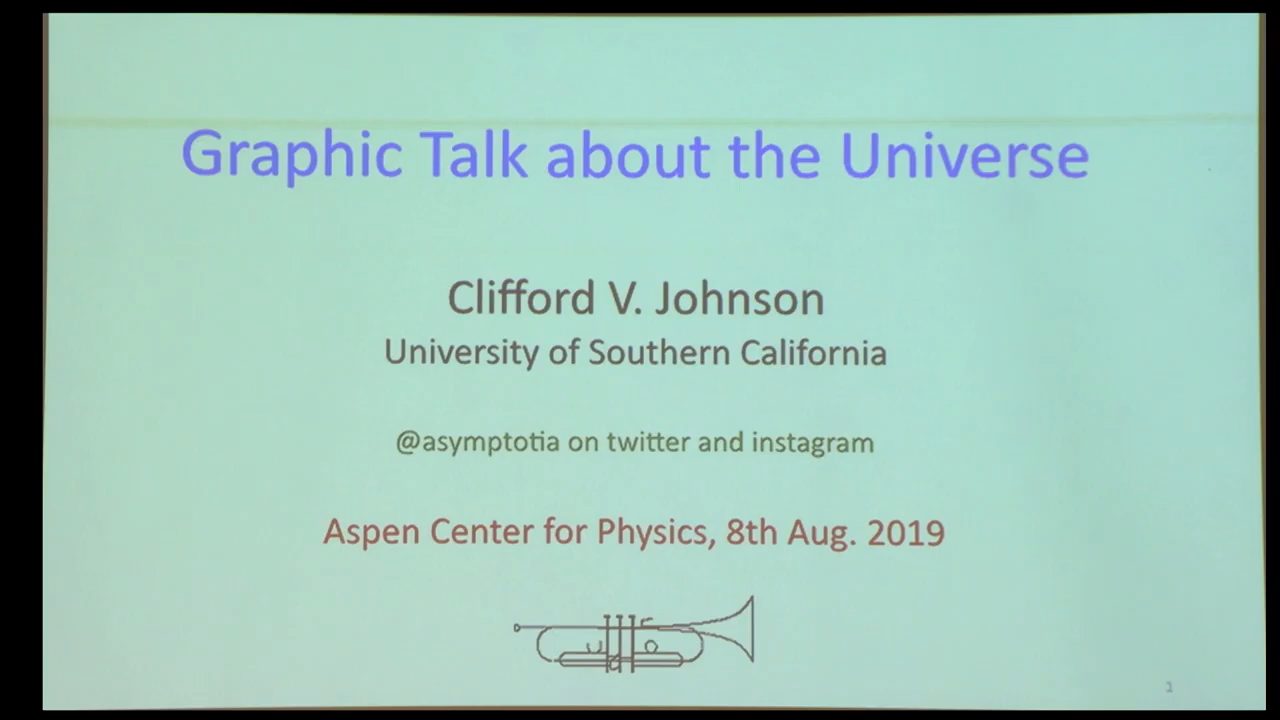 Graphic Talk about the Universe
Clifford V. Johnson
University of Southern California
@asymptotia on twitter and instagram
Aspen Center for Physics, 8th Aug. 2019
1